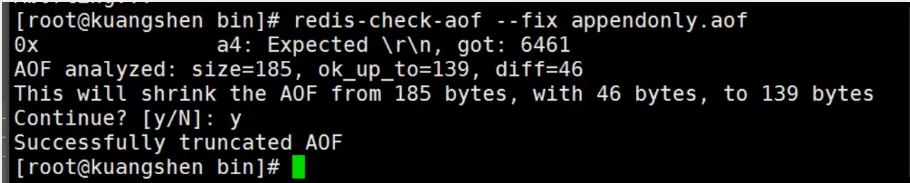 [root@kuangshen bin]# redis-check-aof --fix appendonly.aof
0x              a4: Expected \r\n, got: 6461
AOF analyzed: size=185, ok_up_to=139, diff=46
This will shrink the AOF from 185 bytes, with 46 bytes, to 139 bytes
Continue? [y/N]: y
Successfully truncated AOF
[root@kuangshen bin]#